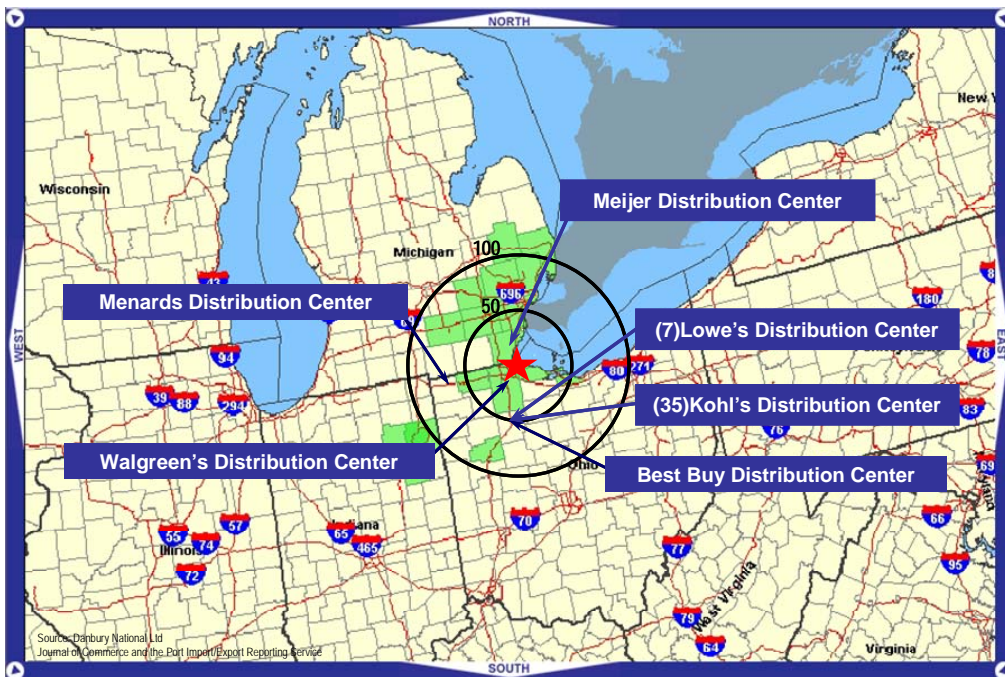 NORTH
New Y
Wisconsin
Meijer Distribution Center
100
Michigan
43
180
Menards Distribution Center
50
696
69
(7)Lowe's Distribution Center
WEST
EAST
94
80
271
78
39
88
294
(35)Kohl's Distribution Center
83
76
Walgreen's Distribution Center
Ohio
Best Buy Distribution Center
69
55
57
74
Illinois
72
65
Indiana
465
70
77
66
95
West Virginia
79
64
Virginia
Source: Danbury National Ltd
Journal of Commerce and the Port Import/Export Reporting Service
SOUTH